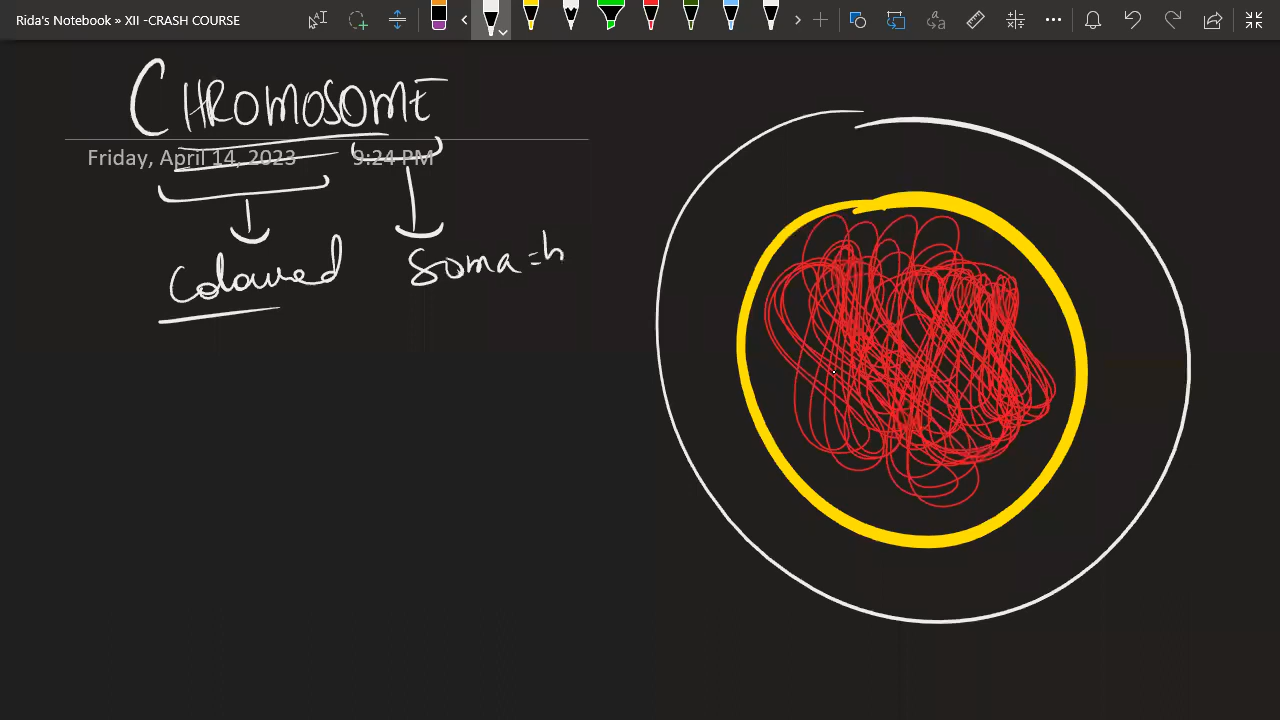 Rida's Notebook » XII -CRASH COURSE
CHROMOSOME
Friday, April 14, 2023 9:24 PM
Coloured Soma = h